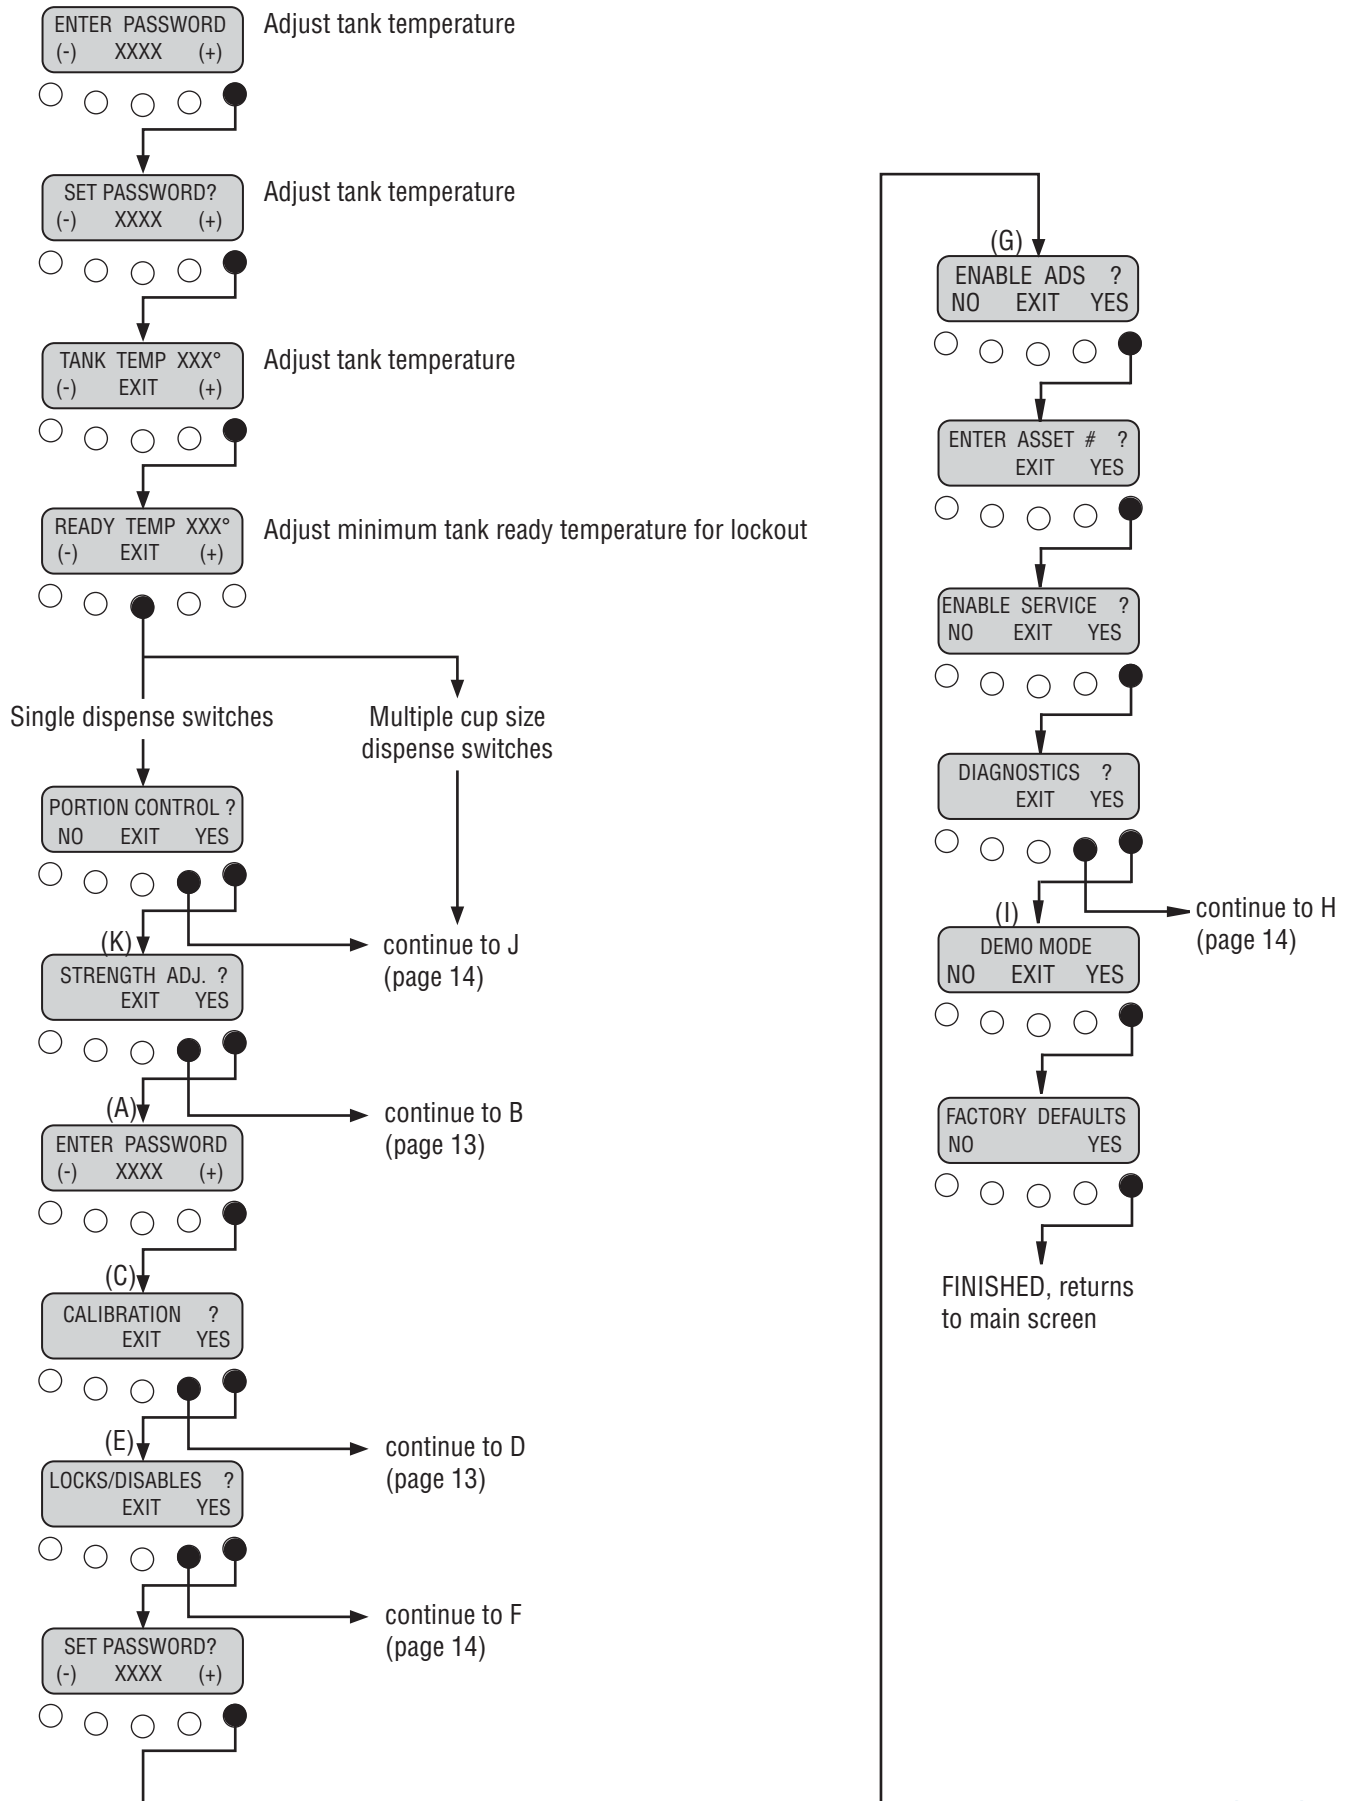 ENTER PASSWORD
(-) XXXX (+)
Adjust tank temperature
SET PASSWORD?
(-) XXXX (+)
Adjust tank temperature
TANK TEMP XXX°
(-) EXIT (+)
Adjust tank temperature
READY TEMP XXX°
(-) EXIT (+)
Adjust minimum tank ready temperature for lockout
Single dispense switches
Multiple cup size
dispense switches
PORTION CONTROL ?
NO EXIT YES
continue to J
(page 14)
(K)
STRENGTH ADJ. ?
EXIT YES
continue to B
(page 13)
(A)
ENTER PASSWORD
(-) XXXX (+)
(C)
CALIBRATION ?
EXIT YES
continue to D
(page 13)
(E)
LOCKS/DISABLES ?
EXIT YES
continue to F
(page 14)
SET PASSWORD?
(-) XXXX (+)
(G)
ENABLE ADS ?
NO EXIT YES
ENTER ASSET # ?
EXIT YES
ENABLE SERVICE ?
NO EXIT YES
DIAGNOSTICS ?
EXIT YES
continue to H
(page 14)
(I)
DEMO MODE
NO EXIT YES
FACTORY DEFAULTS
NO YES
FINISHED, returns
to main screen